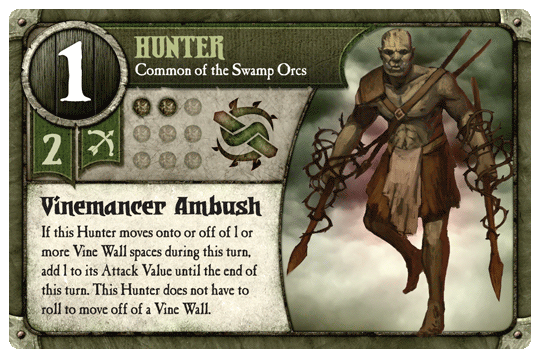 1
HUNTER
Common of the Swamp Orcs
2
Vinemancer Ambush
If this Hunter moves onto or off of 1 or
more Vine Wall spaces during this turn,
add 1 to its Attack Value until the end of
this turn. This Hunter does not have to
roll to move off of a Vine Wall.